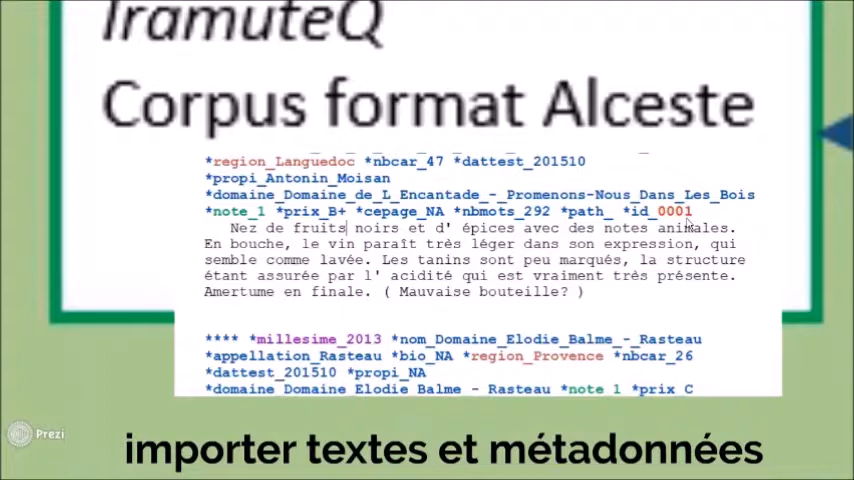 IramuteQ
Corpus format Alceste
*region_Languedoc *nbcar_47 *dattest_201510
*propi_Antonin_Moisan
*domaine_Domaine_de_L_Encantade_-_Promenons-Nous_Dans_Les_Bois
*note_1 *prix_B+ *cepage_NA *nbmots_292 *path_ *id_0001
Nez de fruits noirs et d' épices avec des notes animales.
En bouche, le vin paraît très léger dans son expression, qui
semble comme lavée. Les tanins sont peu marqués, la structure
étant assurée par l' acidité qui est vraiment très présente.
Amertume en finale. ( Mauvaise bouteille? )
**** *millesime_2013 *nom_Domaine_Elodie_Balme_-_Rasteau
*appellation_Rasteau *bio_NA *region_Provence *nbcar_26
*dattest_201510 *propi_NA
*domaine_Domaine_Elodie_Balme_-_Rasteau *note_1 *prix_C
Prezi
importer textes et métadonnées